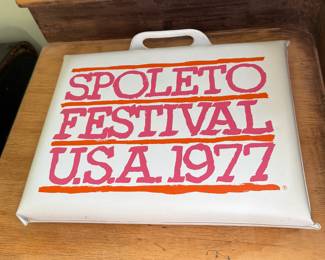 SPOLETO
FESTIVAL
U.S.A. 1977
®